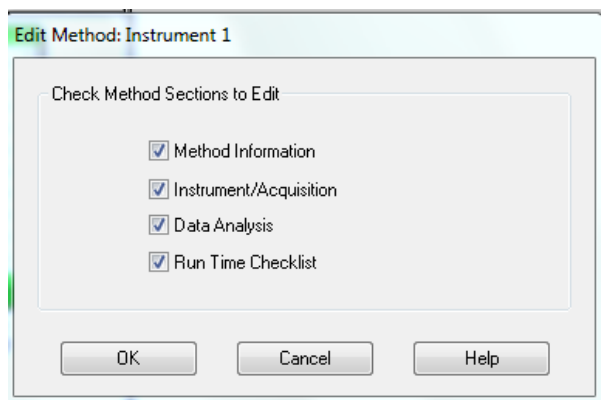 Edit Method: Instrument 1
Check Method Sections to Edit
Method Information
Instrument/Acquisition
Data Analysis
Run Time Checklist
OK Cancel Help